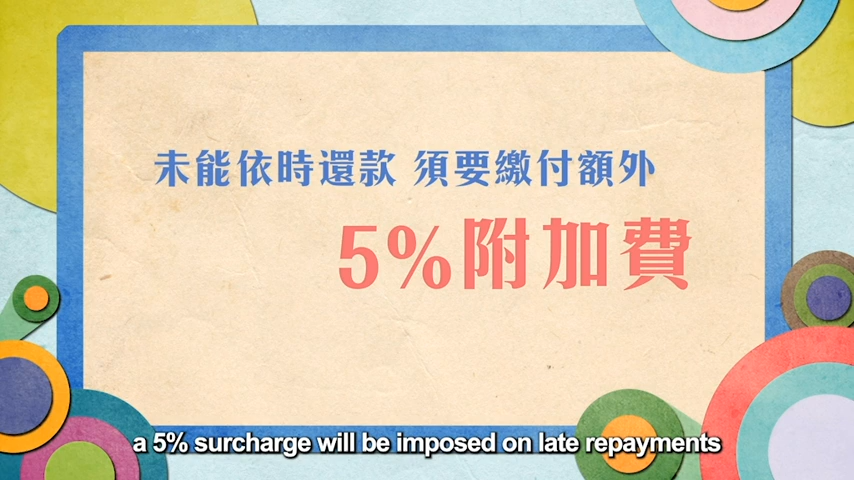 未能依時還款 須要繳付額外
5%附加費
a 5% surcharge will be imposed on late repayments